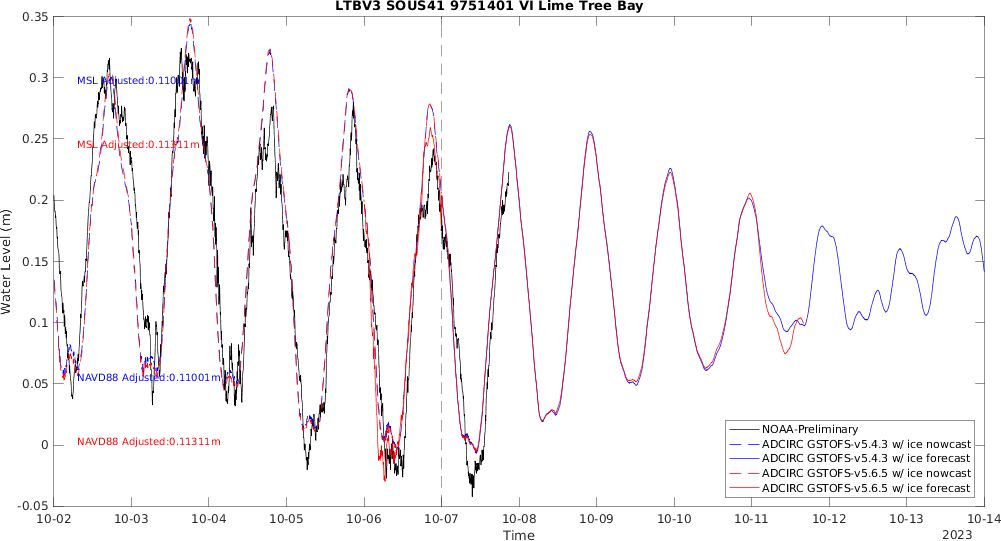 LTBV3 SOUS41 9751401 VI Lime Tree Bay
0.35
0.3
0.25
0.2
0.15
0.1
0.05
0
-0.05
Water Level (m)
MSL Adjusted:0.11001m
MSL Adjusted:0.11311m
NAVD88 Adjusted:0.11001m
NAVD88 Adjusted:0.11311m
NOAA-Preliminary
ADCIRC GSTOFS-v5.4.3 w/ ice nowcast
ADCIRC GSTOFS-v5.4.3 w/ ice forecast
ADCIRC GSTOFS-v5.6.5 w/ ice nowcast
ADCIRC GSTOFS-v5.6.5 w/ ice forecast
10-02 10-03 10-04 10-05 10-06 10-07 10-08 10-09 10-10 10-11 10-12 10-13 10-14
Time
2023